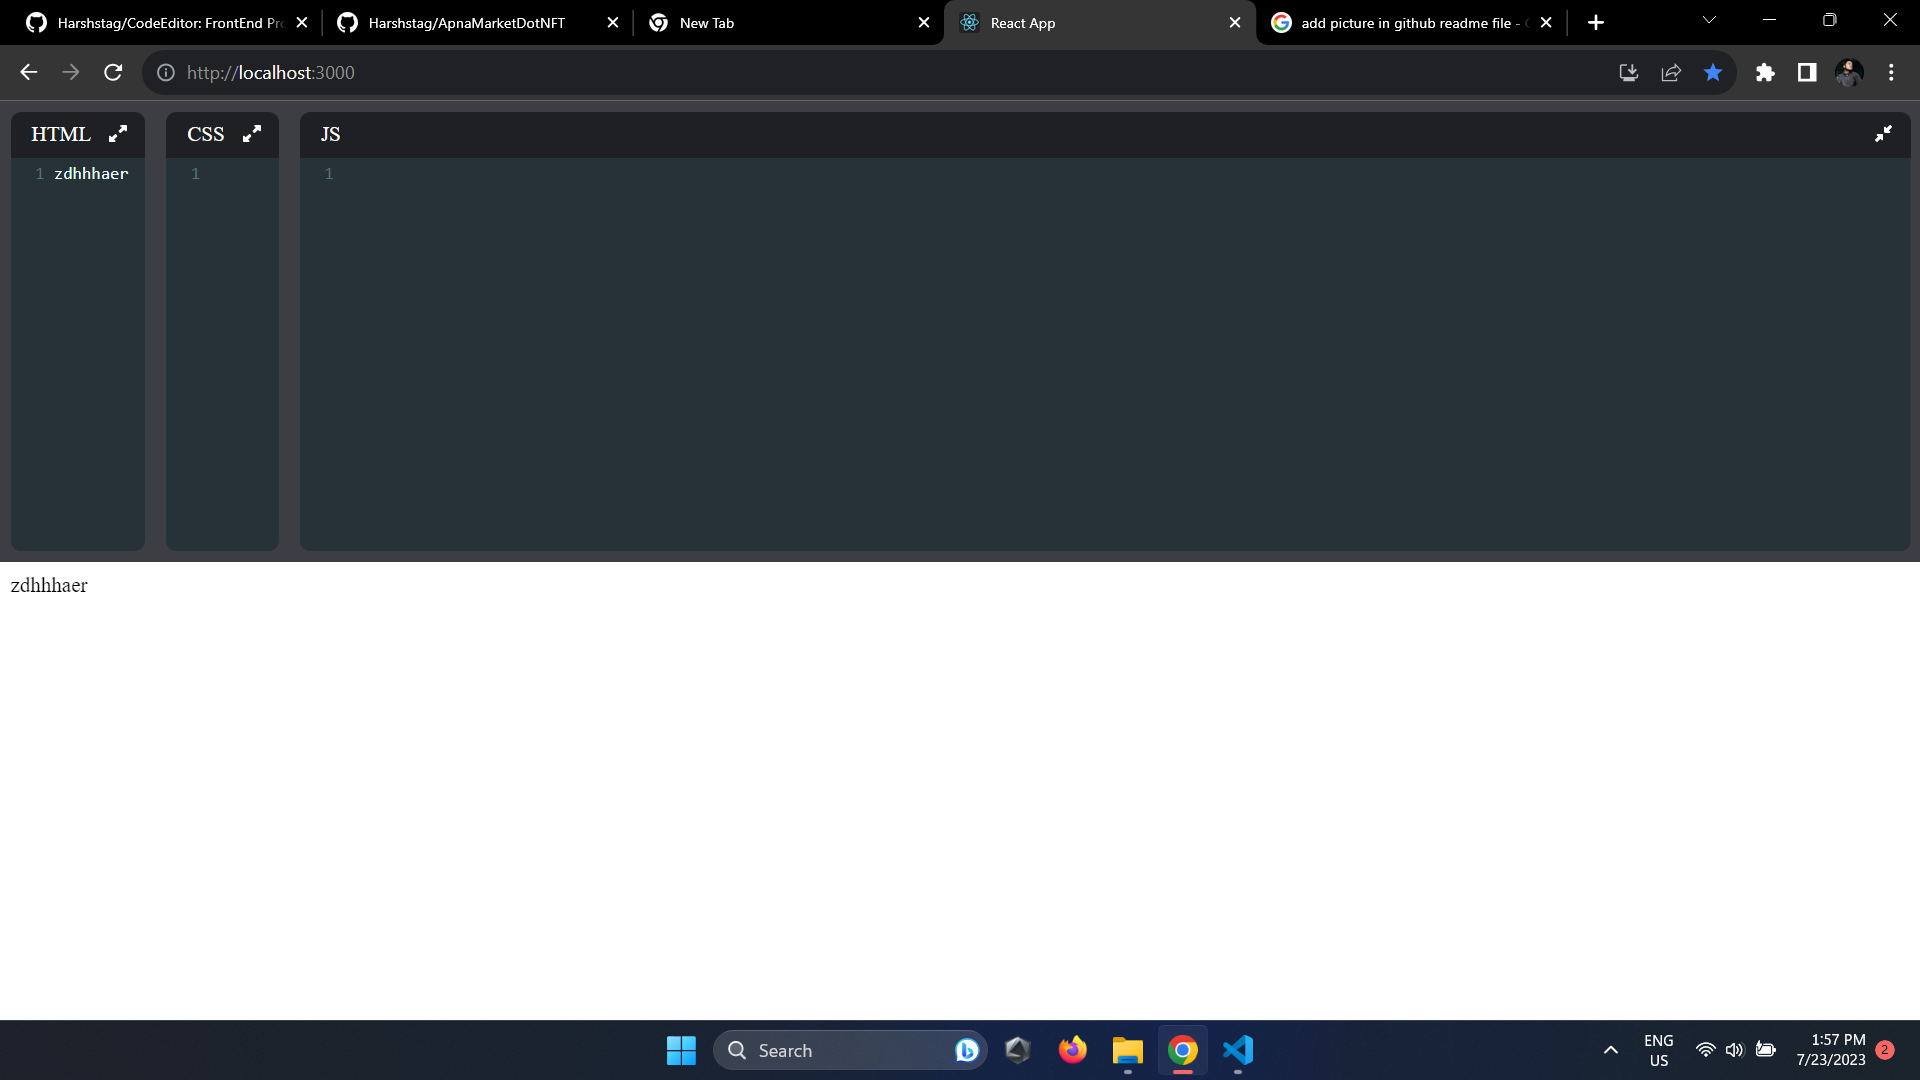 Harshstag/CodeEditor: FrontEnd Pr
Harshstag/ApnaMarketDotNFT
New Tab
React App
add picture in github readme file -
http://localhost:3000
HTML
CSS
JS
1 zdhhhaer
1
1
zdhhhaer
Search
ENG
US
1:57 PM
7/23/2023
2